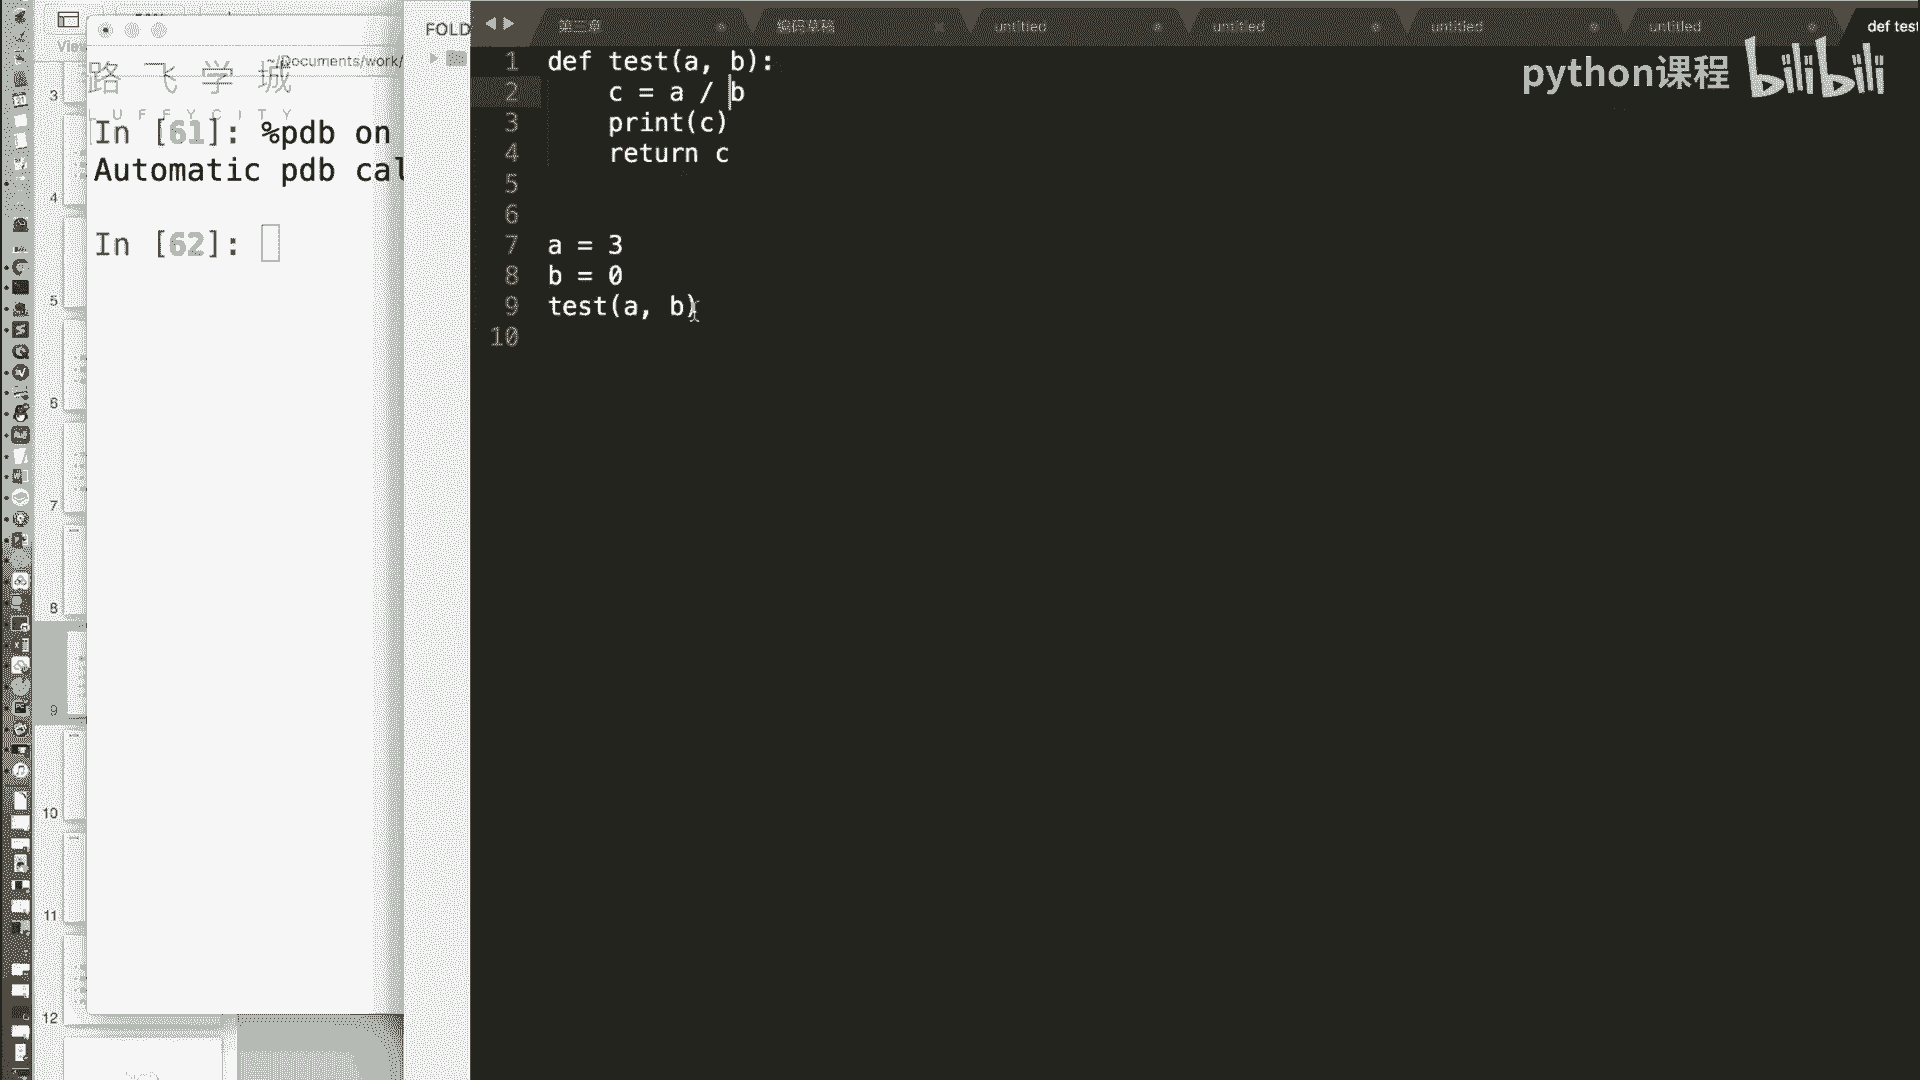 路飞学城
LUFFYCITY
~/Documents/work/
In [61]: %pdb on
Automatic pdb cal
In [62]:
3
4
5
6
7
8
9
10
11
12
FOLD
第三章
编码草稿
untitled
untitled
untitled
untitled
def test
1 def test(a, b):
2     c = a / b
3     print(c)
4     return c
5
6
7 a = 3
8 b = 0
9 test(a, b)
10
python课程 bilibili